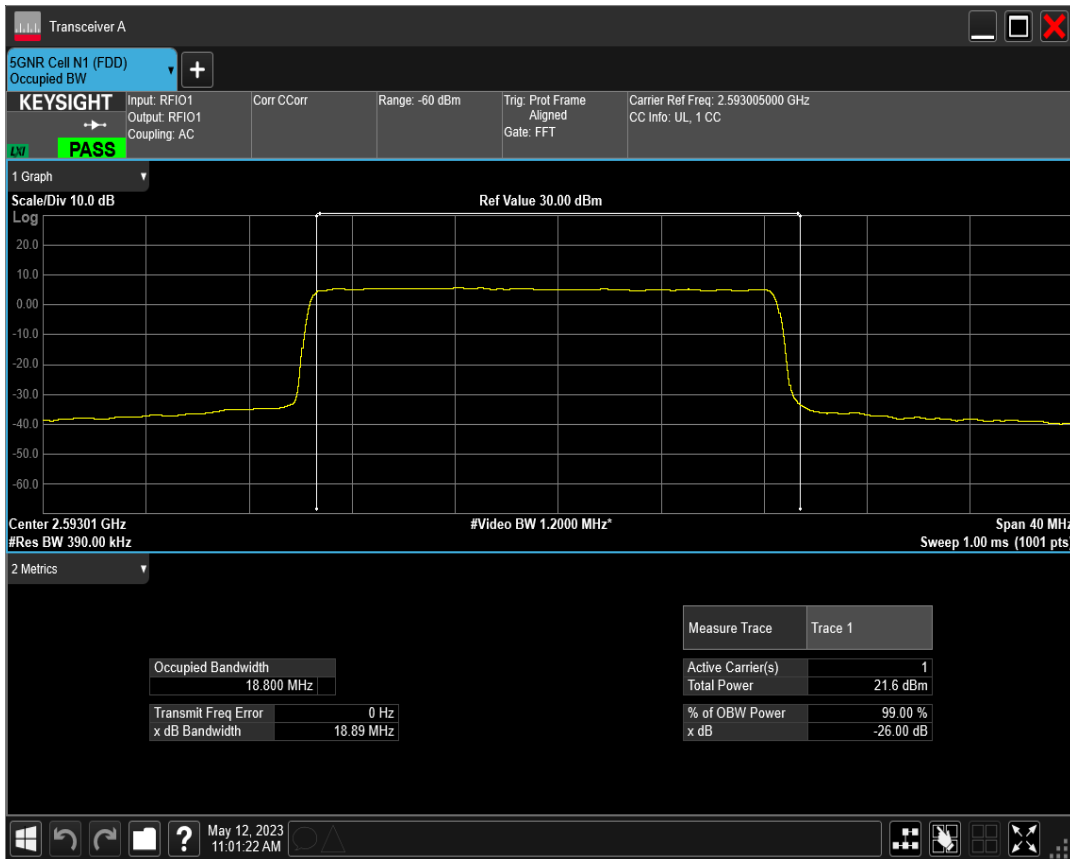 Transceiver A
5GNR Cell N1 (FDD)
Occupied BW
KEYSIGHT
LXI
PASS
Input: RFIO1
Output: RFIO1
Coupling: AC
Corr CCorr
Range: -60 dBm
Trig: Prot Frame
Aligned
Gate: FFT
Carrier Ref Freq: 2.593005000 GHz
CC Info: UL, 1 CC
1 Graph
Scale/Div 10.0 dB
Ref Value 30.00 dBm
Log
20.0
10.0
0.00
-10.0
-20.0
-30.0
-40.0
-50.0
-60.0
Center 2.59301 GHz
#Video BW 1.2000 MHz*
Span 40 MHz
#Res BW 390.00 kHz
Sweep 1.00 ms (1001 pts)
2 Metrics
Measure Trace Trace 1
Occupied Bandwidth
18.800 MHz
Active Carrier(s) 1
Total Power 21.6 dBm
Transmit Freq Error 0 Hz
x dB Bandwidth 18.89 MHz
% of OBW Power 99.00 %
x dB -26.00 dB
May 12, 2023
11:01:22 AM